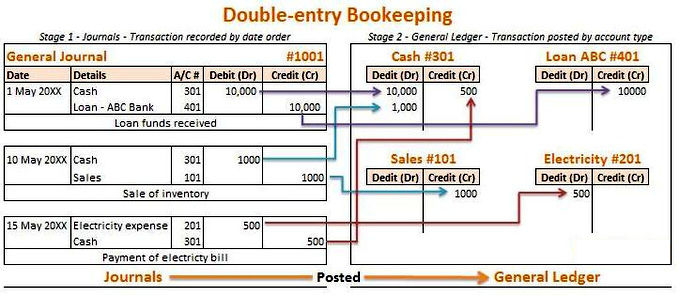 Double-entry Bookkeeping
Stage 1 - Journals - Transaction recorded by date order
General Journal #1001
Date Details A/C # Debit (Dr) Credit (Cr)
1 May 20XX Cash 301 10,000
Loan - ABC Bank 401 10,000
Loan funds received
10 May 20XX Cash 301 1000
Sales 101 1000
Sale of inventory
15 May 20XX Electricity expense 201 500
Cash 301 500
Payment of electricty bill
Journals
Posted
Stage 2 - General Ledger - Transaction posted by account type
Cash #301 Loan ABC #401
Dedit (Dr) Credit (Cr) Dedit (Dr) Credit (Cr)
10,000 500 10000
1,000
Sales #101 Electricity #201
Dedit (Dr) Credit (Cr) Dedit (Dr) Credit (Cr)
1000 500
General Ledger